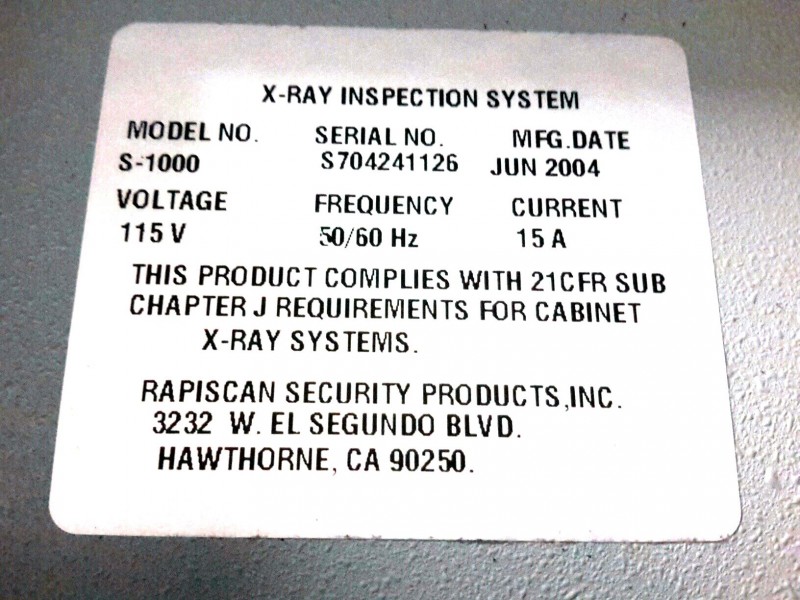 X-RAY INSPECTION SYSTEM
MODEL NO. SERIAL NO. MFG.DATE
S-1000 S704241126 JUN 2004
VOLTAGE FREQUENCY CURRENT
115 V 50/60 Hz 15 A
THIS PRODUCT COMPLIES WITH 21CFR SUB
CHAPTER J REQUIREMENTS FOR CABINET
X-RAY SYSTEMS.
RAPISCAN SECURITY PRODUCTS,INC.
3232 W. EL SEGUNDO BLVD.
HAWTHORNE, CA 90250.